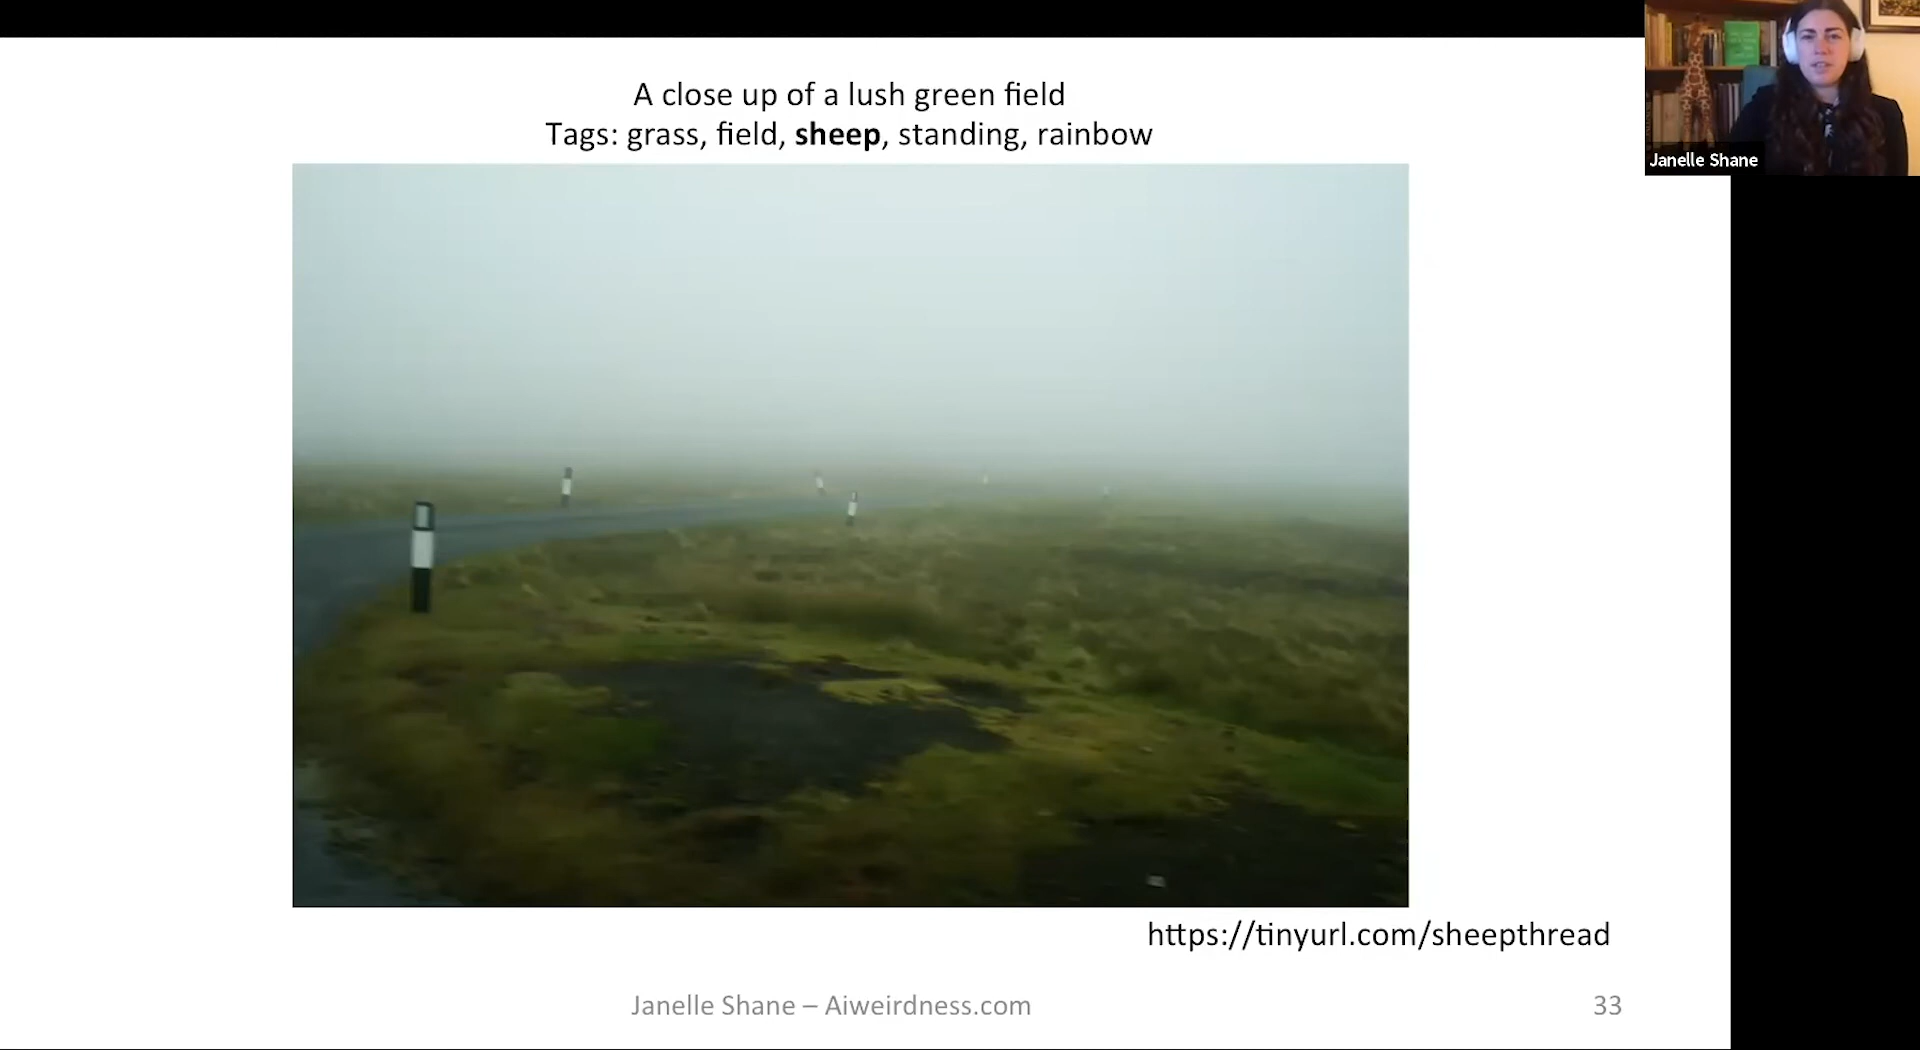 A close up of a lush green field
Tags: grass, field, sheep, standing, rainbow
Janelle Shane
https://tinyurl.com/sheepthread
Janelle Shane – Aiweirdness.com
33